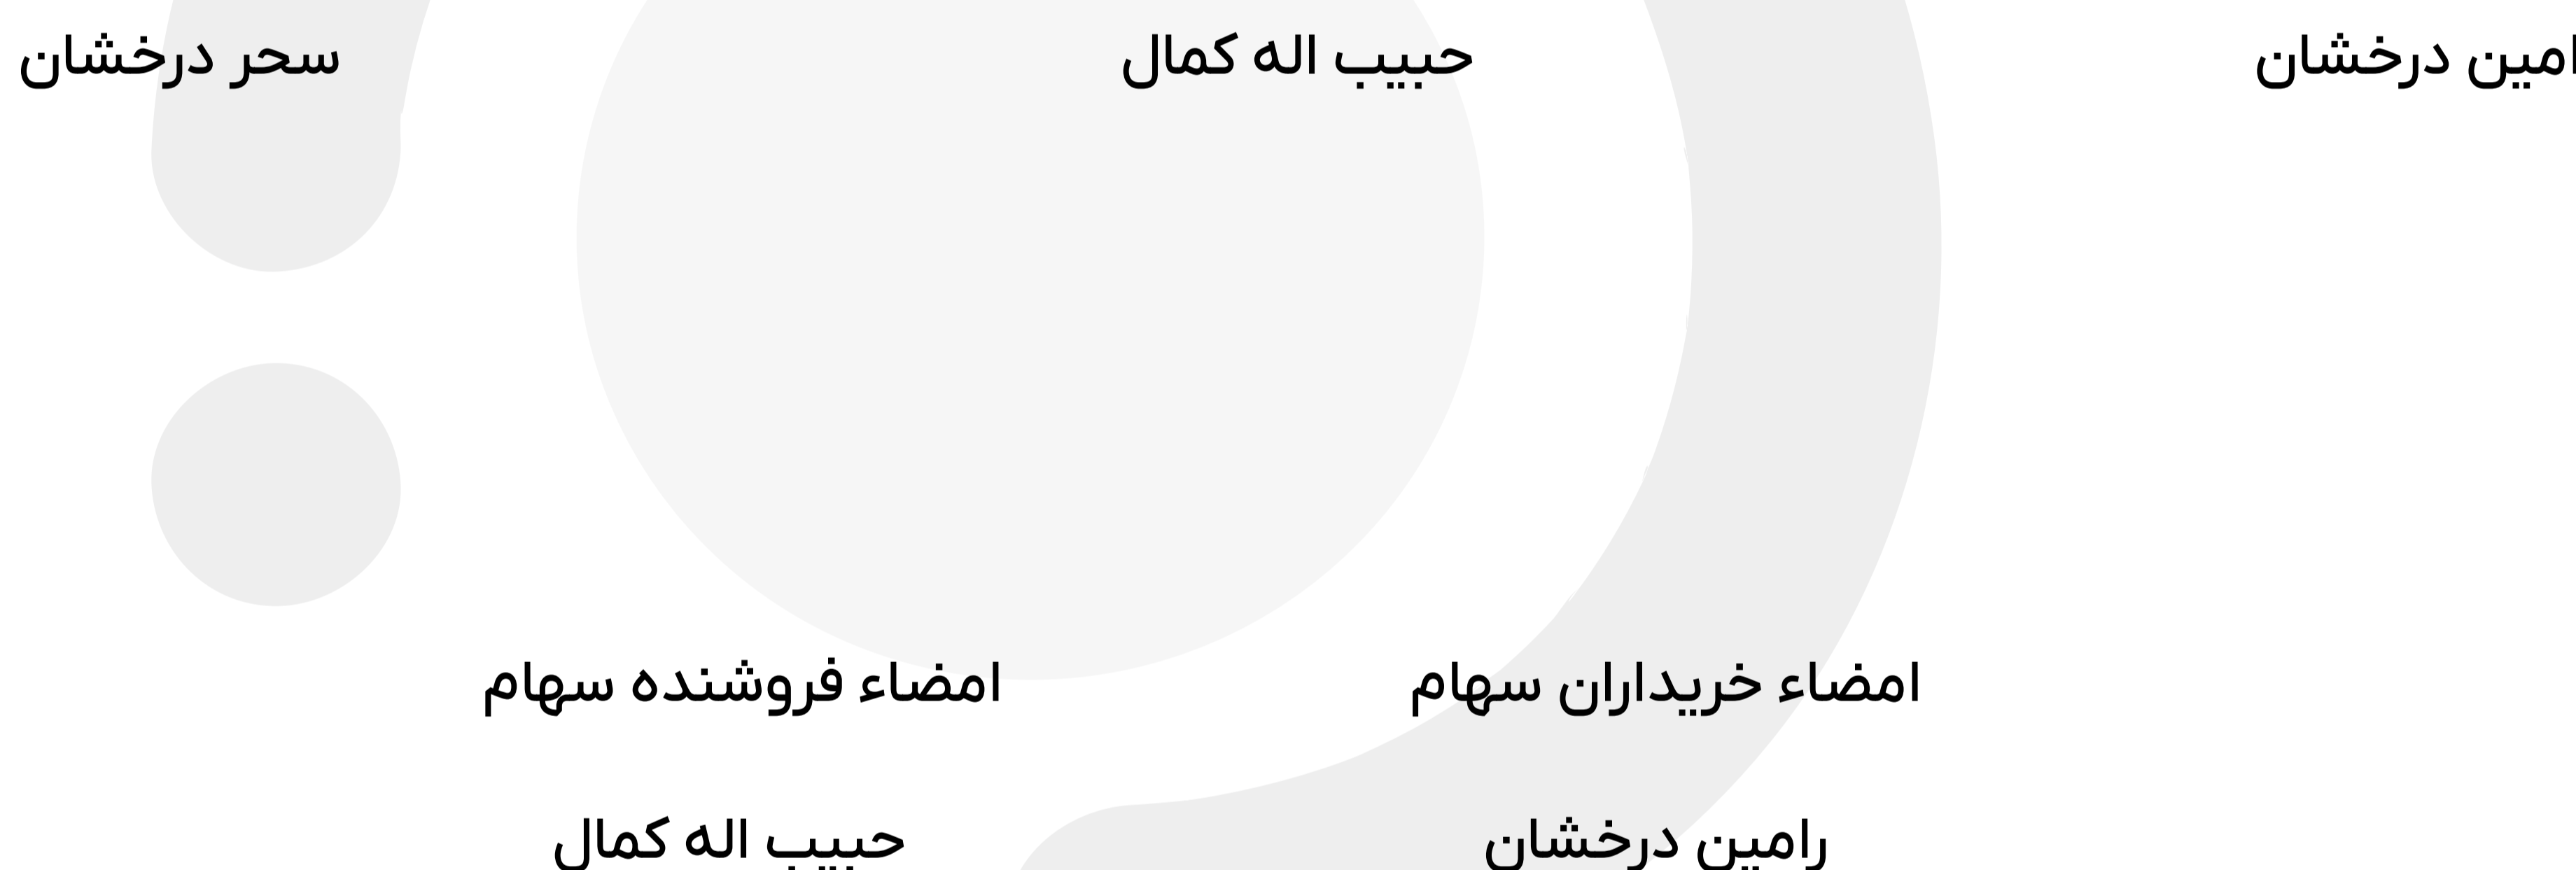 امین درخشان حبیب اله کمال سحر درخشان
امضاء خریداران سهام امضاء فروشنده سهام
رامین درخشان حبیب اله کمال